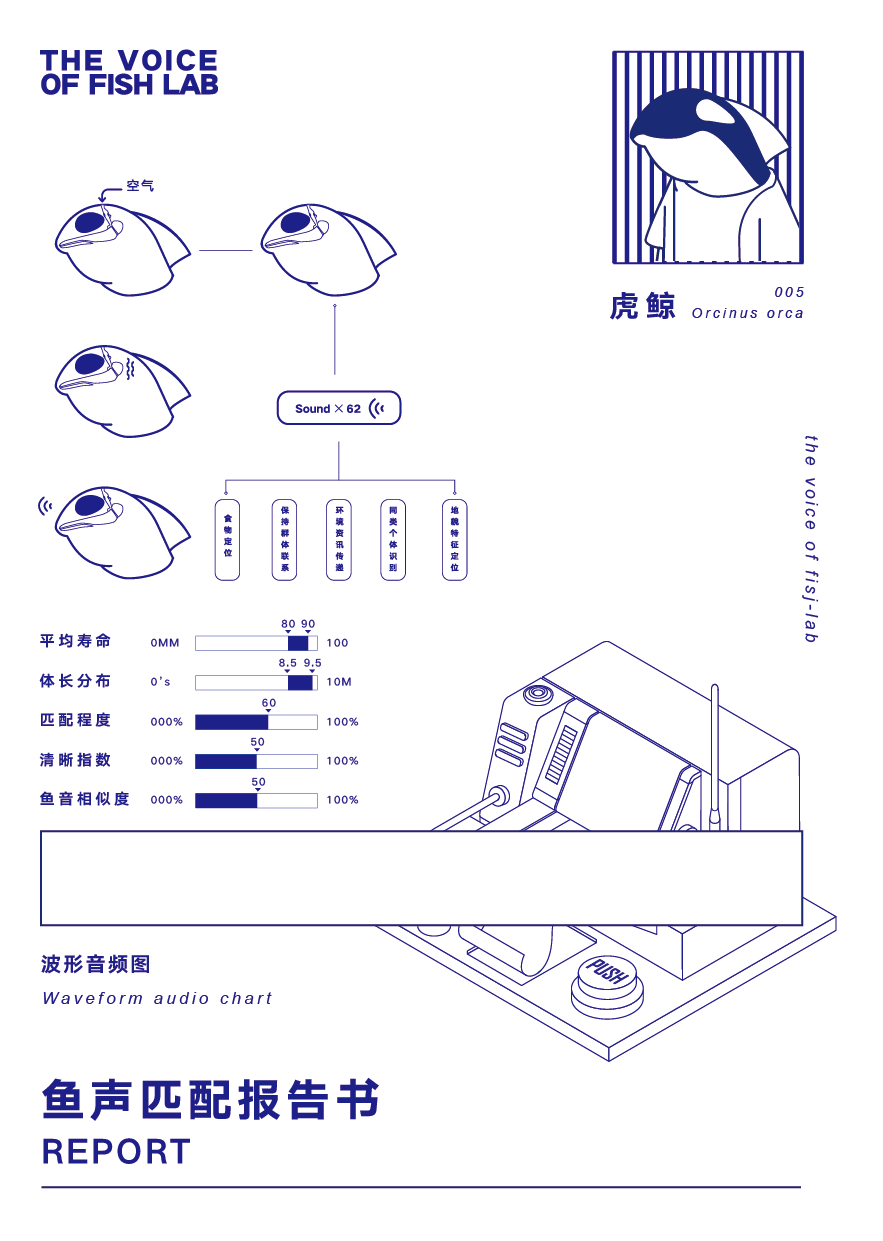 THE VOICE
OF FISH LAB
空气
虎鲸
005
Orcinus orca
Sound × 62
食物定位
保持群体联系
环境资讯传递
同类个体识别
地貌特征定位
the voice of fisj-lab
平均寿命 0MM 80 90 100
体长分布 0's 8.5 9.5 10M
匹配程度 000% 60 100%
清晰指数 000% 50 100%
鱼音相似度 000% 50 100%
PUSH
波形音频图
Waveform audio chart
鱼声匹配报告书
REPORT